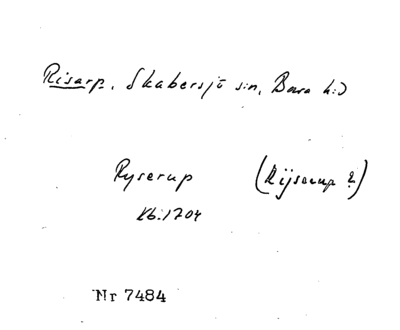 Risarp, Skabersjö sn, Bara hd
Ryserup (Rijserup ?)
Kb. 1704
Nr 7484